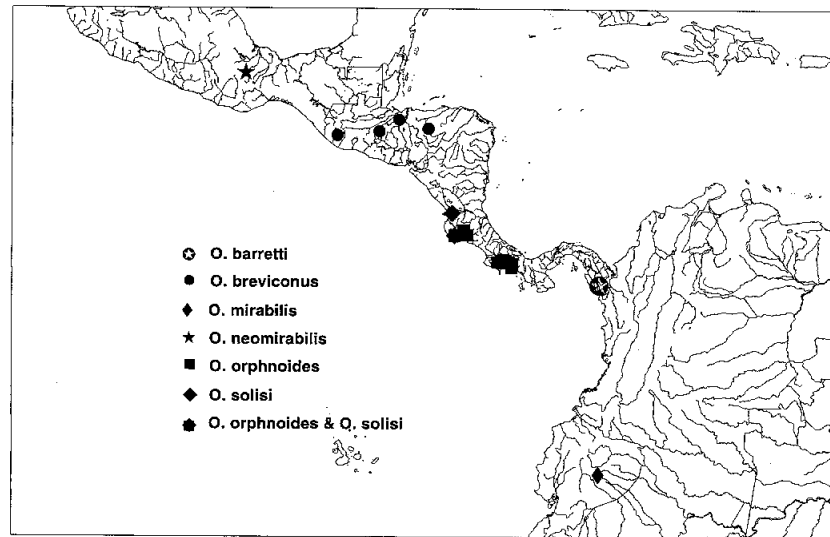 O. barretti
O. breviconus
O. mirabilis
O. neomirabilis
O. orphnoides
O. solisi
O. orphnoides & O. solisi